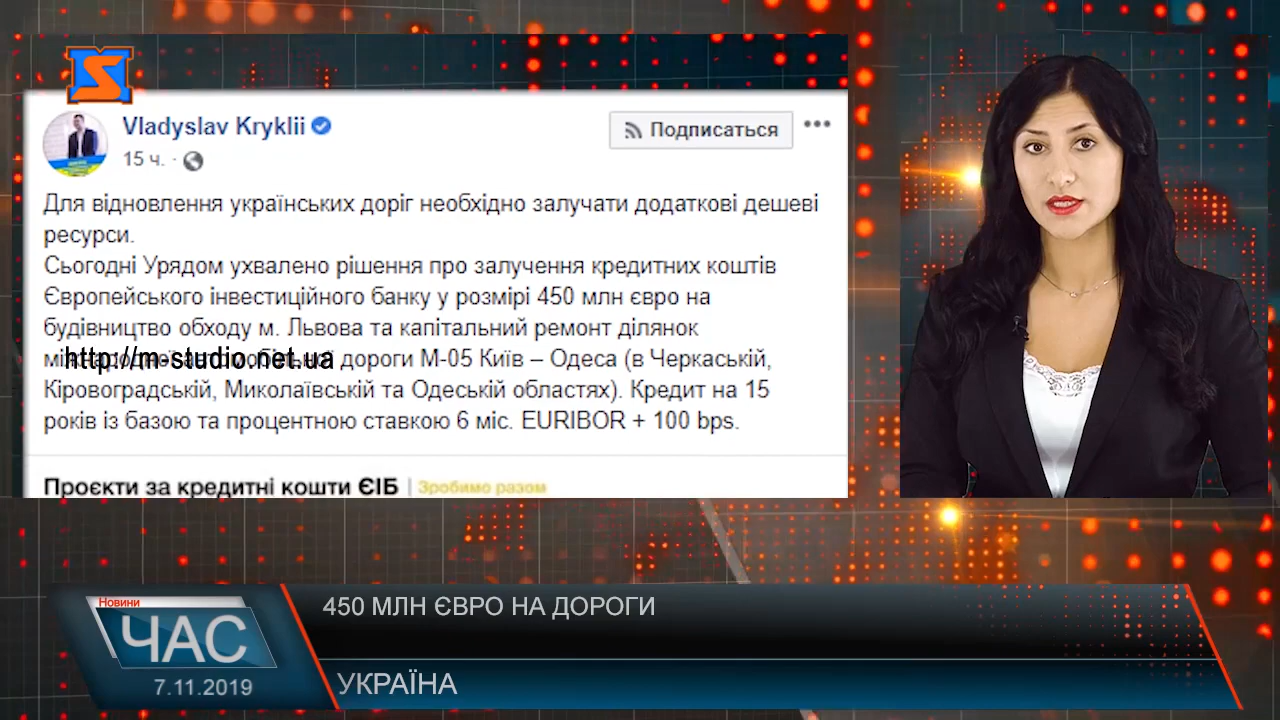 Vladyslav Kryklii
15 ч. ·
Подписаться
Для відновлення українських доріг необхідно залучати додаткові дешеві
ресурси.
Сьогодні Урядом ухвалено рішення про залучення кредитних коштів
Європейського інвестиційного банку у розмірі 450 млн євро на
будівництво обходу м. Львова та капітальний ремонт ділянок
http://m-studio.net.ua
дороги М-05 Київ – Одеса (в Черкаській,
Кіровоградській, Миколаївській та Одеській областях). Кредит на 15
років із базою та процентною ставкою 6 міс. EURIBOR + 100 bps.
Проєкти за кредитні кошти ЄІБ | Зробимо разом
Новини
ЧАС
7.11.2019
450 МЛН ЄВРО НА ДОРОГИ
УКРАЇНА